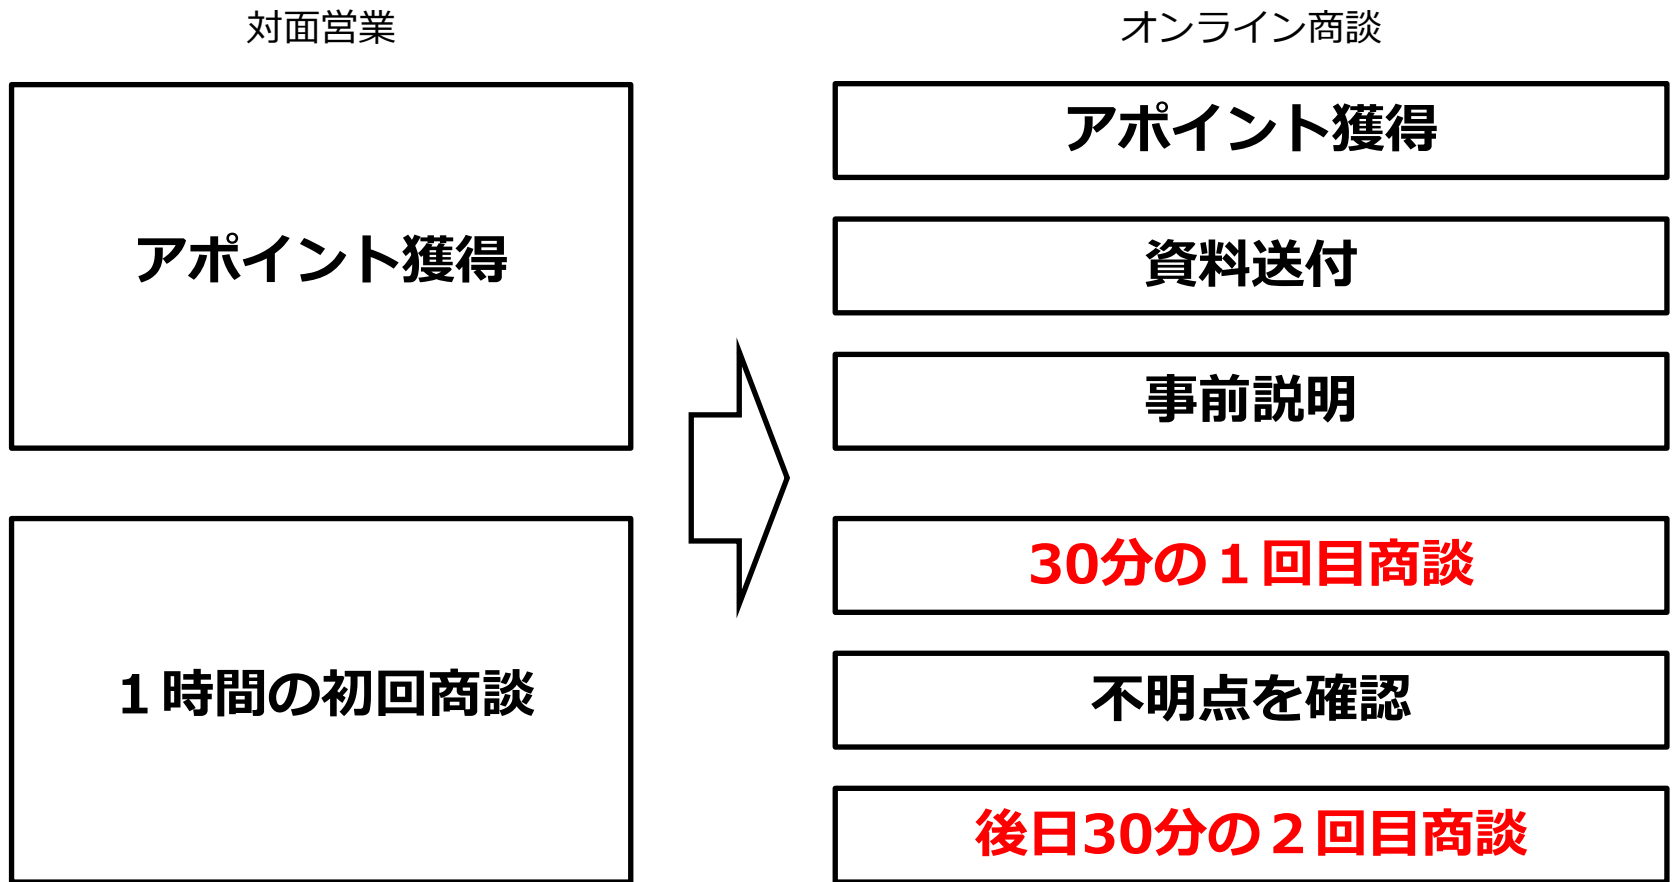 対面営業
アポイント獲得
１時間の初回商談
オンライン商談
アポイント獲得
資料送付
事前説明
30分の１回目商談
不明点を確認
後日30分の２回目商談